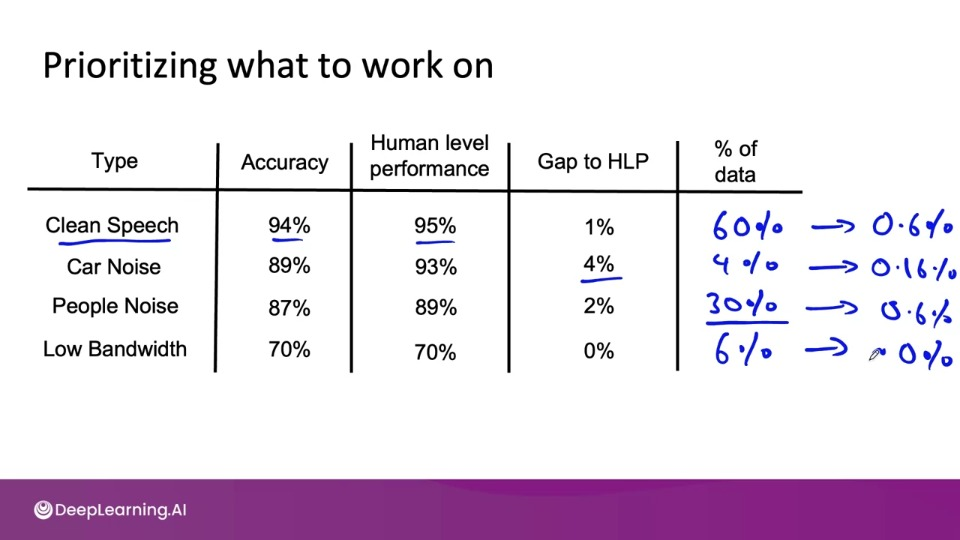 Prioritizing what to work on
Type Accuracy Human level performance Gap to HLP % of data
Clean Speech 94% 95% 1% 60% → 0.6%
Car Noise 89% 93% 4% 4% → 0.16%
People Noise 87% 89% 2% 30% → 0.6%
Low Bandwidth 70% 70% 0% 6% → ~0%
DeepLearning.AI